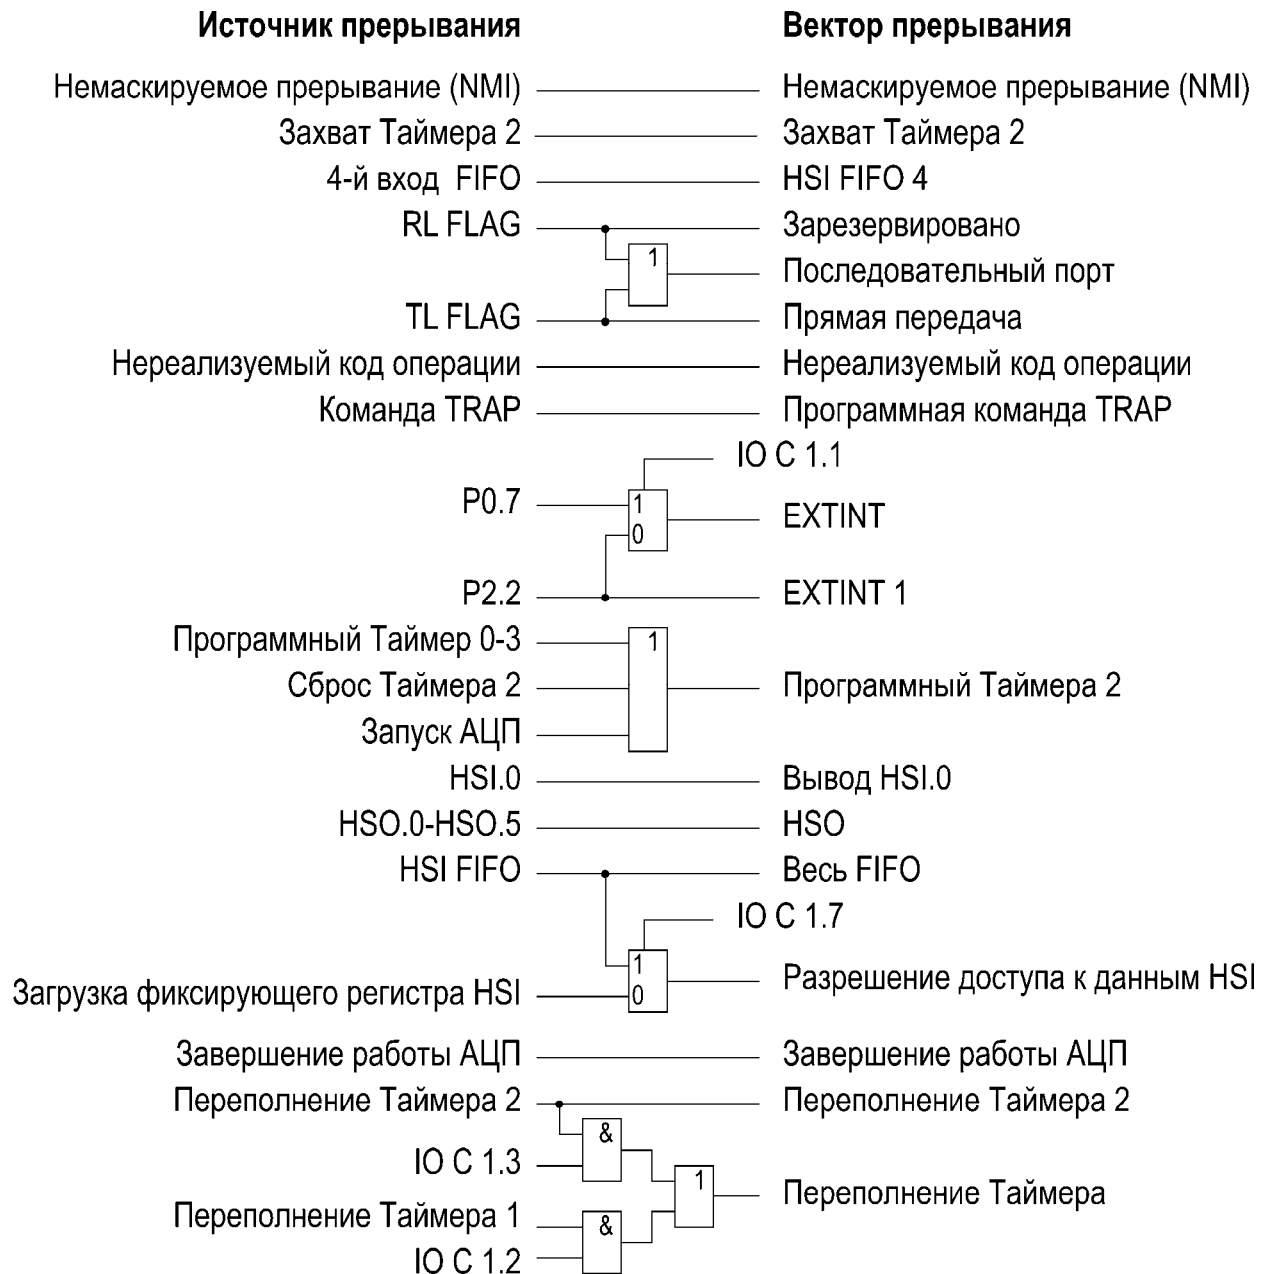 Источник прерывания Вектор прерывания
Немаскируемое прерывание (NMI) Немаскируемое прерывание (NMI)
Захват Таймера 2 Захват Таймера 2
4-й вход FIFO HSI FIFO 4
RL FLAG Зарезервировано
1
Последовательный порт
TL FLAG Прямая передача
Нереализуемый код операции Нереализуемый код операции
Команда TRAP Программная команда TRAP
IO C 1.1
P0.7 1
EXTINT
0
P2.2 EXTINT 1
Программный Таймер 0-3 1
Сброс Таймера 2 Программный Таймера 2
Запуск АЦП
HSI.0 Вывод HSI.0
HSO.0-HSO.5 HSO
HSI FIFO Весь FIFO
IO C 1.7
1
Разрешение доступа к данным HSI
Загрузка фиксирующего регистра HSI 0
Завершение работы АЦП Завершение работы АЦП
Переполнение Таймера 2 Переполнение Таймера 2
&
IO C 1.3
1
Переполнение Таймера
Переполнение Таймера 1 &
IO C 1.2